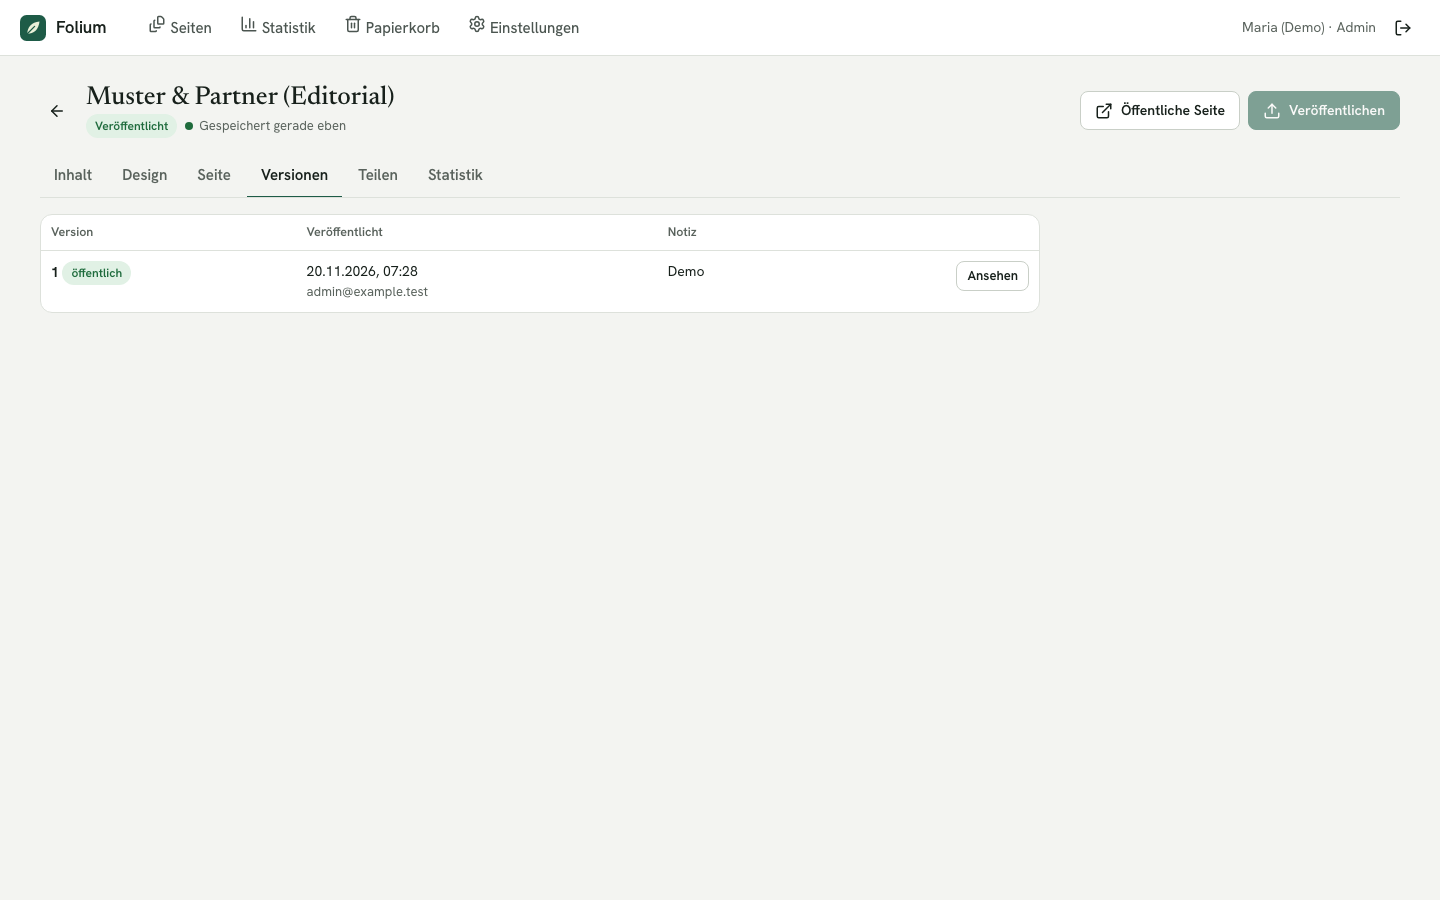 Folium Seiten Statistik Papierkorb Einstellungen Maria (Demo) · Admin
Muster & Partner (Editorial)
Veröffentlicht Gespeichert gerade eben
Öffentliche Seite Veröffentlichen
Inhalt Design Seite Versionen Teilen Statistik
Version Veröffentlicht Notiz
1 öffentlich 20.11.2026, 07:28 Demo Ansehen
admin@example.test